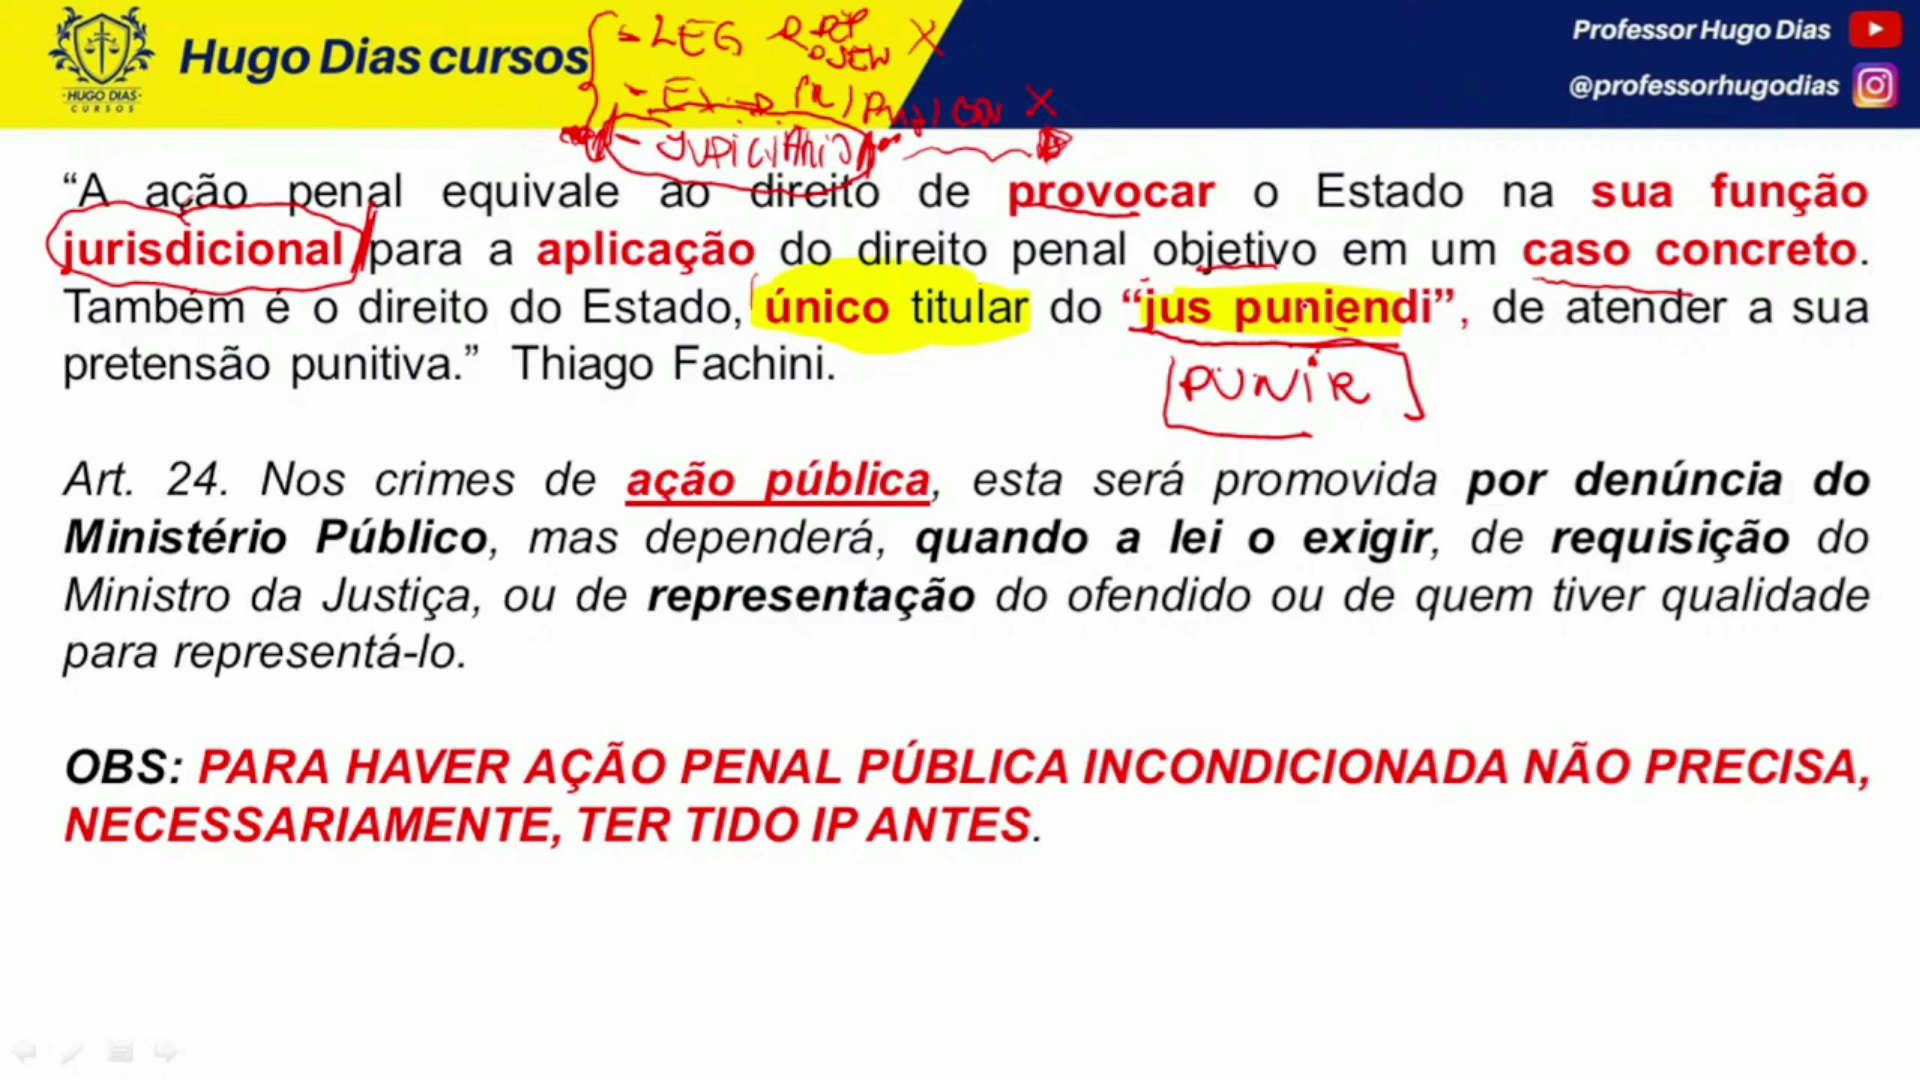 HUGO DIAS
CURSOS
Hugo Dias cursos
- LEG X
- EX X
- JUDICIÁRIO
Professor Hugo Dias
@professorhugodias
“A ação penal equivale ao direito de provocar o Estado na sua função
jurisdicional para a aplicação do direito penal objetivo em um caso concreto.
Também é o direito do Estado, único titular do “jus puniendi”, de atender a sua
pretensão punitiva.” Thiago Fachini.
PUNIR
Art. 24. Nos crimes de ação pública, esta será promovida por denúncia do
Ministério Público, mas dependerá, quando a lei o exigir, de requisição do
Ministro da Justiça, ou de representação do ofendido ou de quem tiver qualidade
para representá-lo.
OBS: PARA HAVER AÇÃO PENAL PÚBLICA INCONDICIONADA NÃO PRECISA,
NECESSARIAMENTE, TER TIDO IP ANTES.